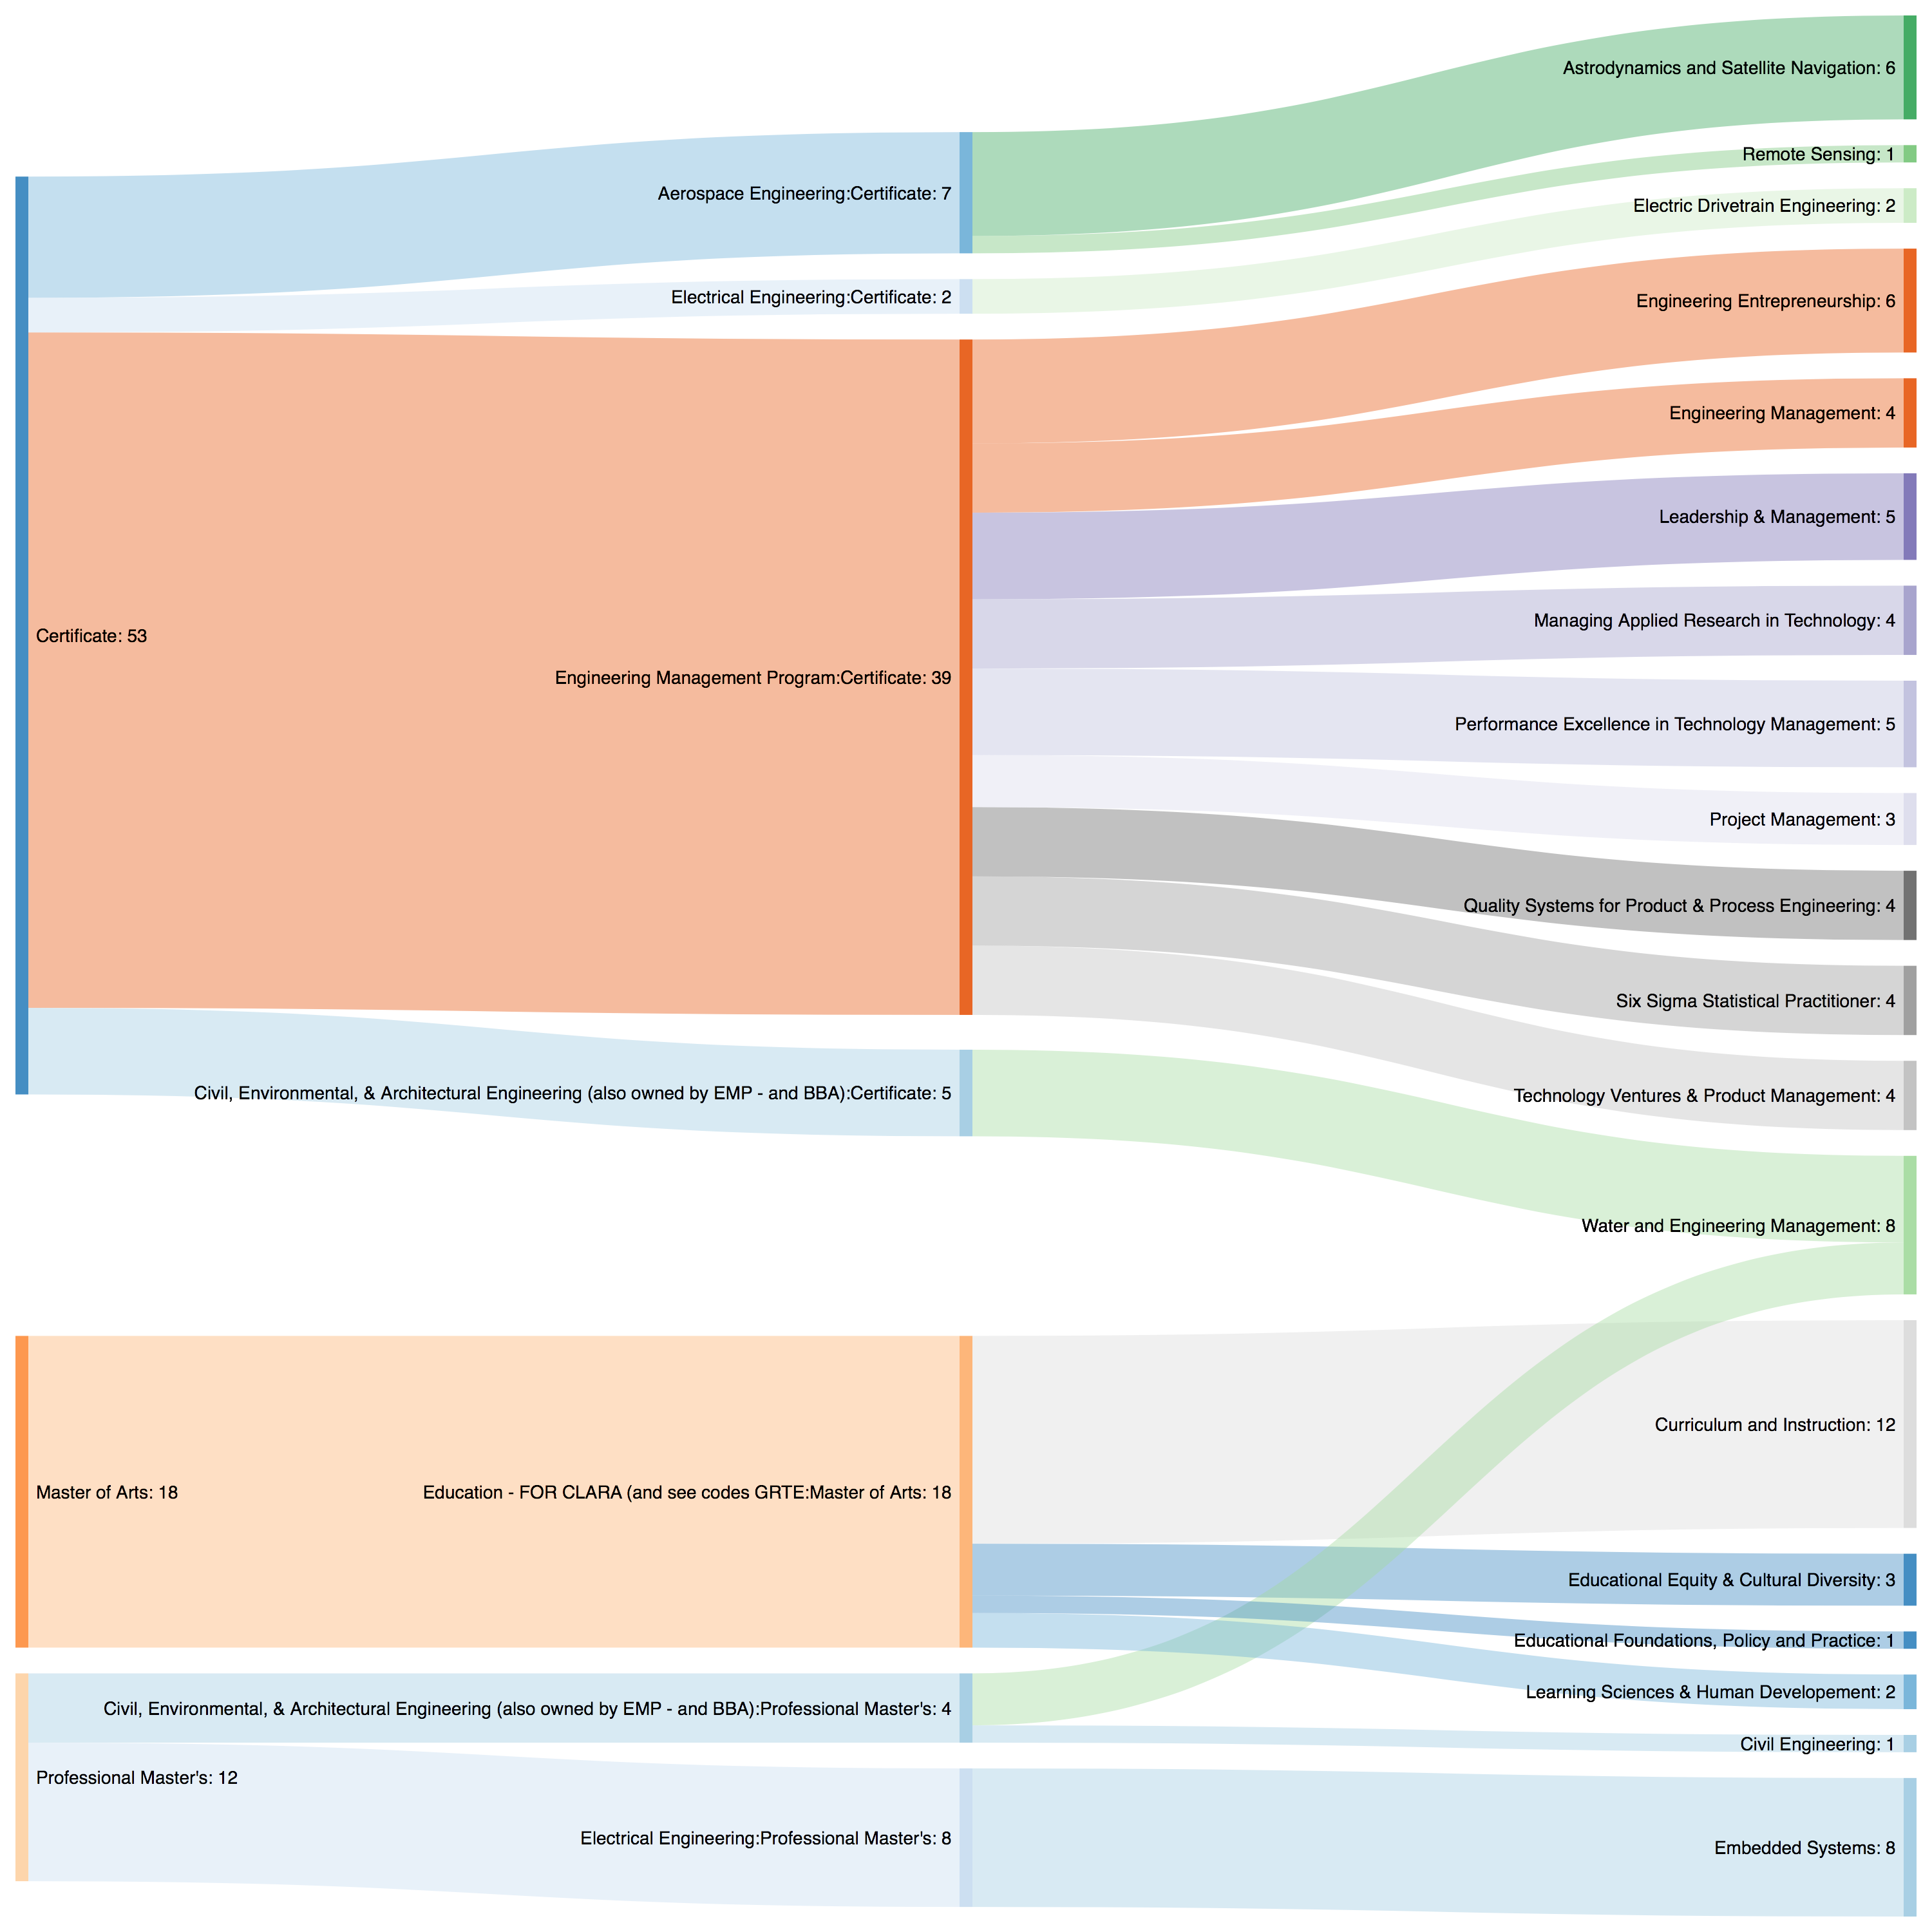 Certificate: 53
Master of Arts: 18
Professional Master's: 12
Aerospace Engineering:Certificate: 7
Electrical Engineering:Certificate: 2
Engineering Management Program:Certificate: 39
Civil, Environmental, & Architectural Engineering (also owned by EMP - and BBA):Certificate: 5
Education - FOR CLARA (and see codes GRTE:Master of Arts: 18
Civil, Environmental, & Architectural Engineering (also owned by EMP - and BBA):Professional Master's: 4
Electrical Engineering:Professional Master's: 8
Astrodynamics and Satellite Navigation: 6
Remote Sensing: 1
Electric Drivetrain Engineering: 2
Engineering Entrepreneurship: 6
Engineering Management: 4
Leadership & Management: 5
Managing Applied Research in Technology: 4
Performance Excellence in Technology Management: 5
Project Management: 3
Quality Systems for Product & Process Engineering: 4
Six Sigma Statistical Practitioner: 4
Technology Ventures & Product Management: 4
Water and Engineering Management: 8
Curriculum and Instruction: 12
Educational Equity & Cultural Diversity: 3
Educational Foundations, Policy and Practice: 1
Learning Sciences & Human Developement: 2
Civil Engineering: 1
Embedded Systems: 8